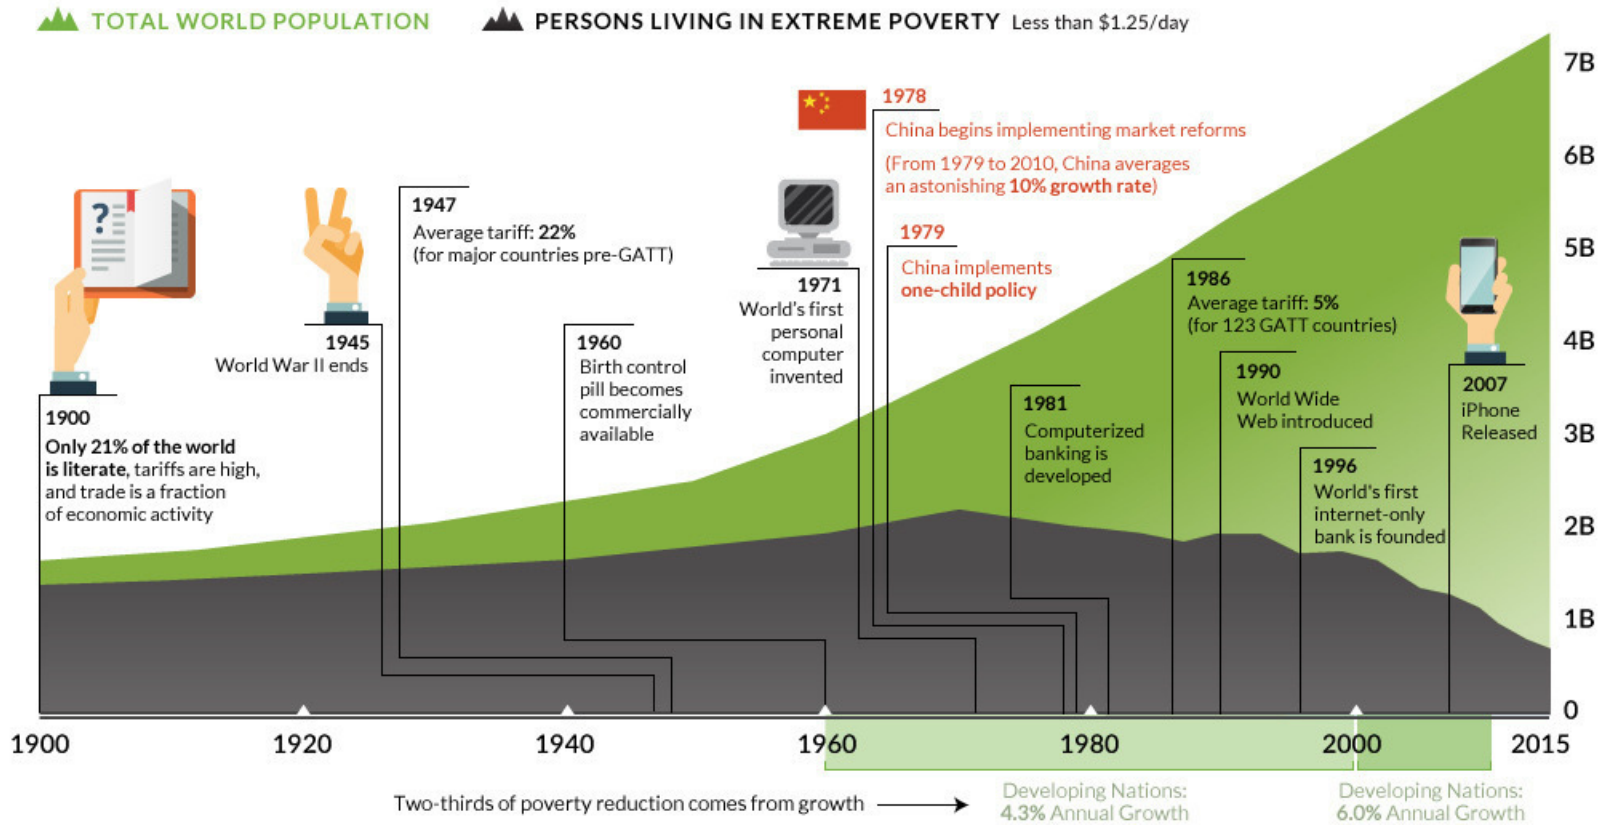 TOTAL WORLD POPULATION
PERSONS LIVING IN EXTREME POVERTY Less than $1.25/day
7B
6B
5B
4B
3B
2B
1B
0
?
1900
Only 21% of the world
is literate, tariffs are high,
and trade is a fraction
of economic activity
1945
World War II ends
1947
Average tariff: 22%
(for major countries pre-GATT)
1960
Birth control
pill becomes
commercially
available
1971
World's first
personal
computer
invented
1978
China begins implementing market reforms
(From 1979 to 2010, China averages
an astonishing 10% growth rate)
1979
China implements
one-child policy
1981
Computerized
banking is
developed
1986
Average tariff: 5%
(for 123 GATT countries)
1990
World Wide
Web introduced
1996
World's first
internet-only
bank is founded
2007
iPhone
Released
1900
1920
1940
1960
1980
2000
2015
Two-thirds of poverty reduction comes from growth
Developing Nations:
4.3% Annual Growth
Developing Nations:
6.0% Annual Growth